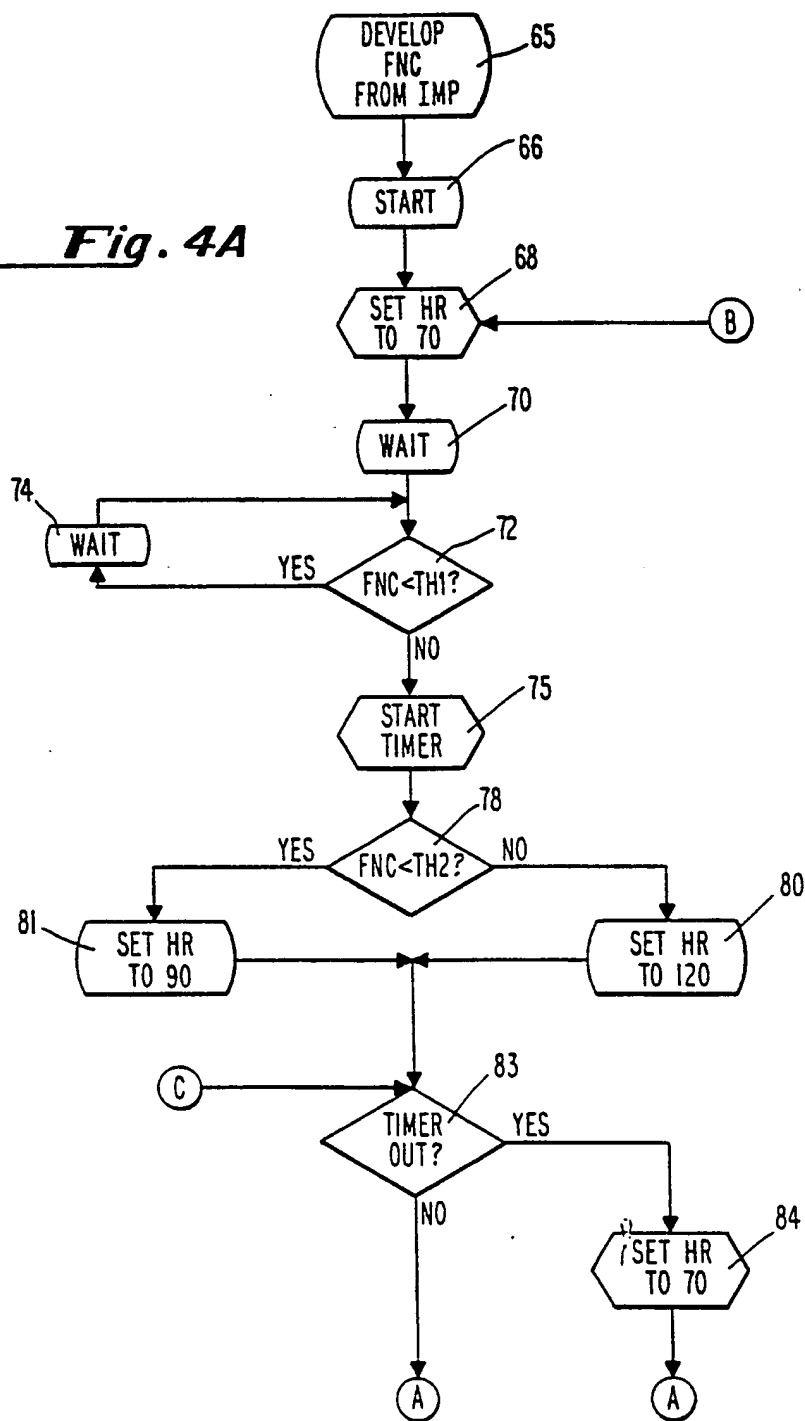 DEVELOP
FNC
FROM IMP
65
66
START
Fig. 4A
68
SET HR
TO 70
B
70
WAIT
74
WAIT
72
YES
FNC<TH1?
NO
75
START
TIMER
78
YES
FNC<TH2?
NO
81
SET HR
TO 90
80
SET HR
TO 120
C
83
TIMER
OUT?
YES
NO
84
SET HR
TO 70
A
A